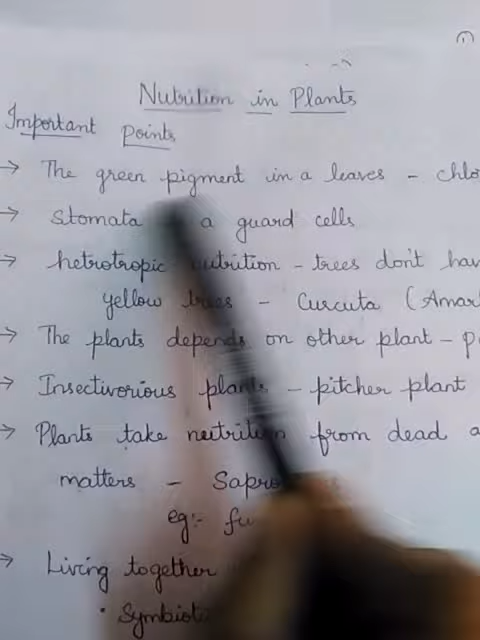 Nutrition in Plants
Important Points
→ The green pigment in a leaves - chlo
→ Stomata a guard cells
→ hetrotropic nutrition - trees don't hav
yellow trees - Curcuta (Amar
→ The plants depends on other plant - p
→ Insectivorious plants - pitcher plant
→ Plants take neutrition from dead a
matters - Sapro
eg:- fu
→ Living together
• Symbiot